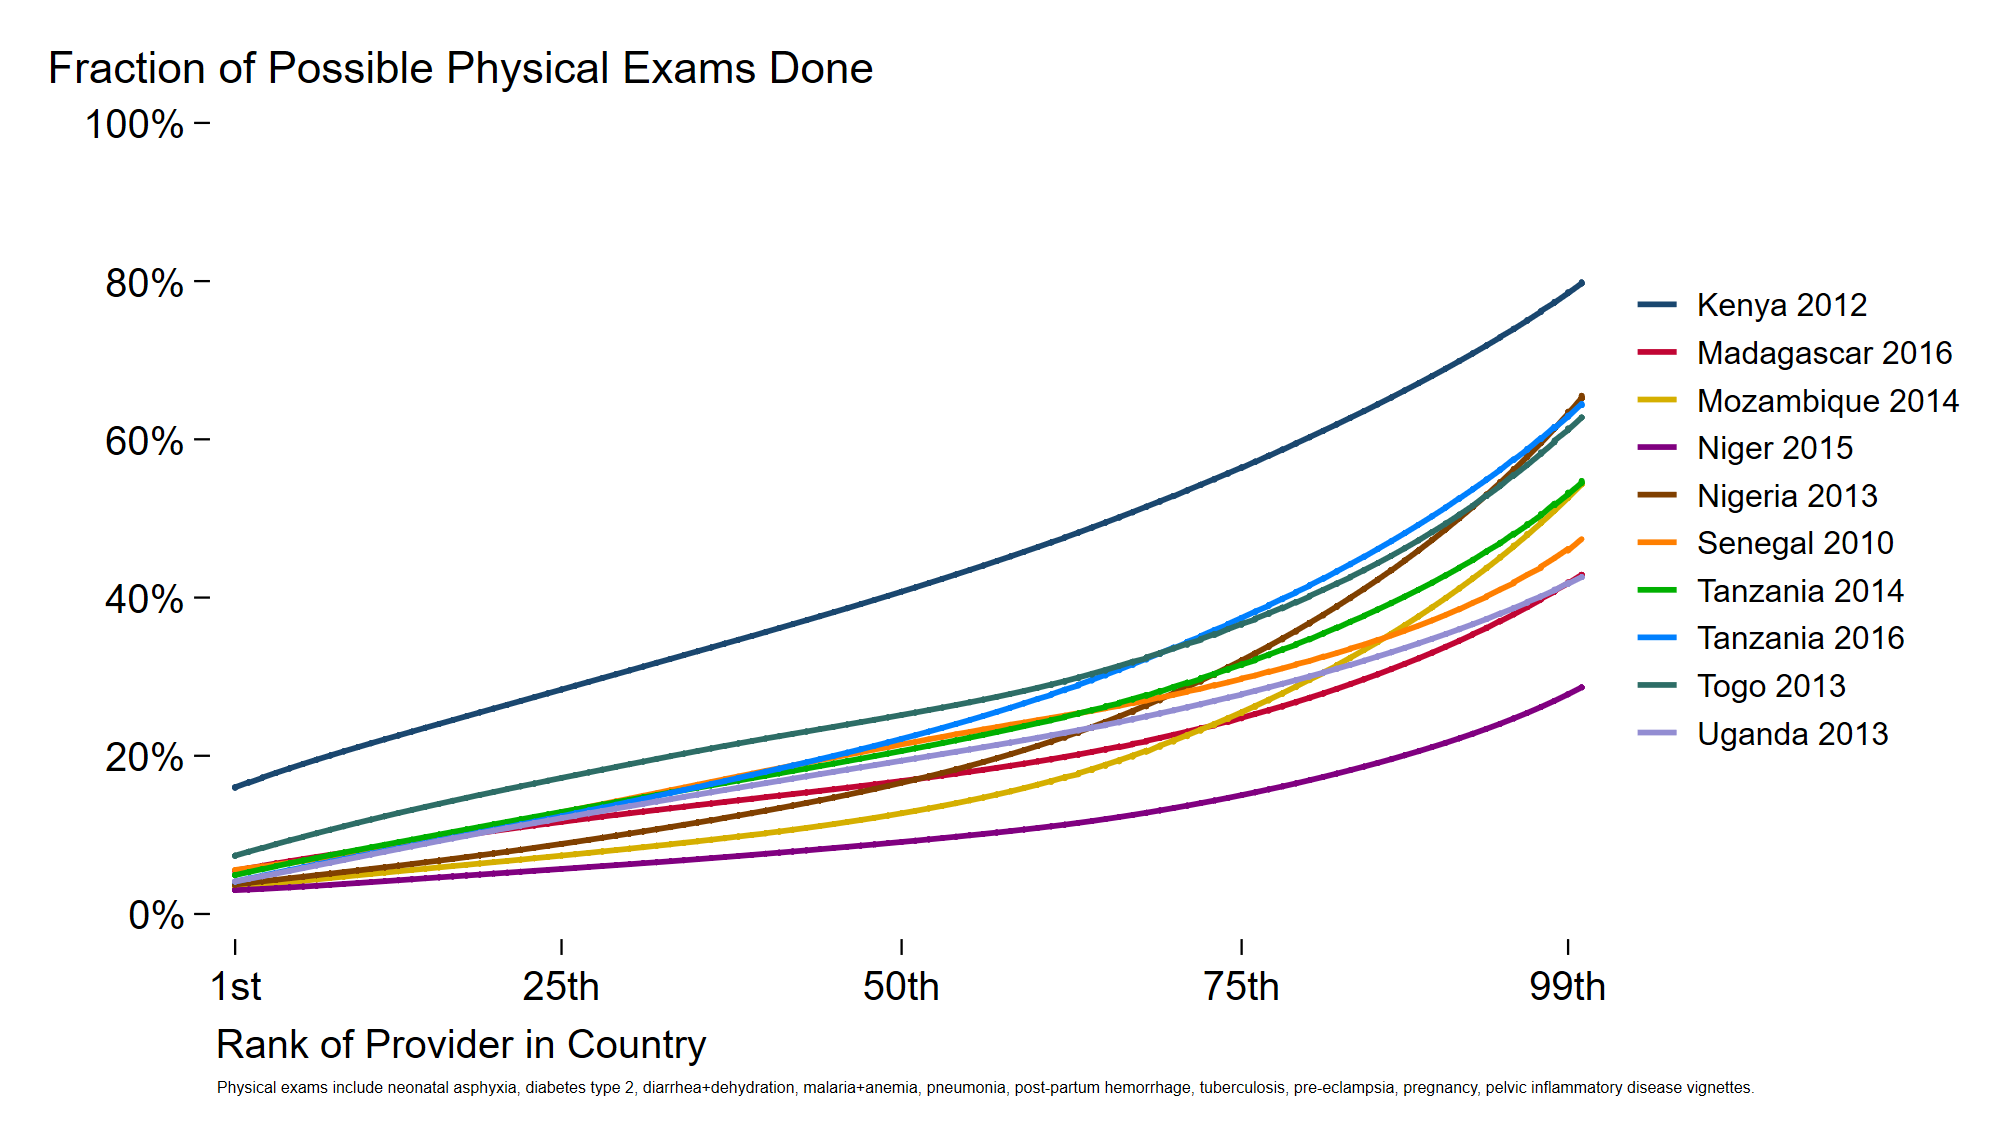 Fraction of Possible Physical Exams Done
100%
80%
60%
40%
20%
0%
1st 25th 50th 75th 99th
Rank of Provider in Country
Physical exams include neonatal asphyxia, diabetes type 2, diarrhea+dehydration, malaria+anemia, pneumonia, post-partum hemorrhage, tuberculosis, pre-eclampsia, pregnancy, pelvic inflammatory disease vignettes.
Kenya 2012
Madagascar 2016
Mozambique 2014
Niger 2015
Nigeria 2013
Senegal 2010
Tanzania 2014
Tanzania 2016
Togo 2013
Uganda 2013